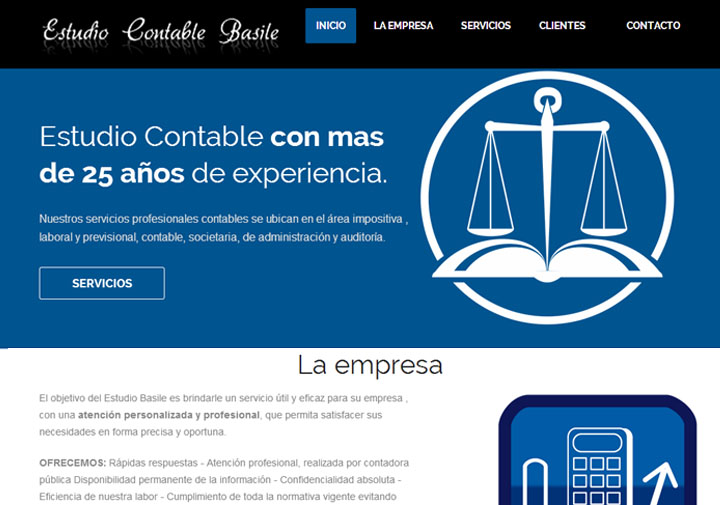 Estudio Contable Basile
INICIO LA EMPRESA SERVICIOS CLIENTES CONTACTO
Estudio Contable con mas
de 25 años de experiencia.
Nuestros servicios profesionales contables se ubican en el área impositiva ,
laboral y previsional, contable, societaria, de administración y auditoría.
SERVICIOS
La empresa
El objetivo del Estudio Basile es brindarle un servicio útil y eficaz para su empresa ,
con una atención personalizada y profesional, que permita satisfacer sus
necesidades en forma precisa y oportuna.
OFRECEMOS: Rápidas respuestas - Atención profesional, realizada por contadora
pública Disponibilidad permanente de la información - Confidencialidad absoluta -
Eficiencia de nuestra labor - Cumplimiento de toda la normativa vigente evitando